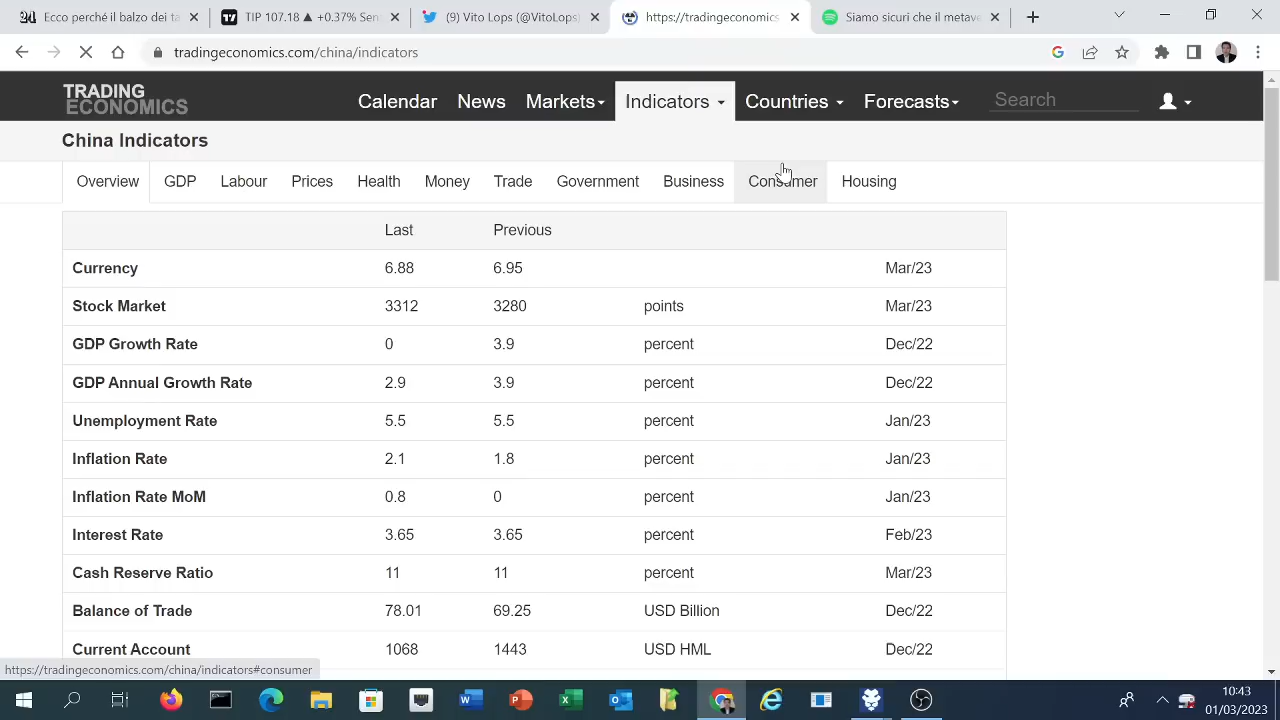 Ecco perché il battez dei ta
TIP 107.18 ▲ +0.37% Sen
(9) Vito Lops (@VitoLops
https://tradingeconomics
Siamo sicuri che il metave
tradingeconomics.com/china/indicators
TRADING ECONOMICS
Calendar News Markets Indicators Countries Forecasts Search
China Indicators
Overview GDP Labour Prices Health Money Trade Government Business Consumer Housing
Last Previous
Currency 6.88 6.95 Mar/23
Stock Market 3312 3280 points Mar/23
GDP Growth Rate 0 3.9 percent Dec/22
GDP Annual Growth Rate 2.9 3.9 percent Dec/22
Unemployment Rate 5.5 5.5 percent Jan/23
Inflation Rate 2.1 1.8 percent Jan/23
Inflation Rate MoM 0.8 0 percent Jan/23
Interest Rate 3.65 3.65 percent Feb/23
Cash Reserve Ratio 11 11 percent Mar/23
Balance of Trade 78.01 69.25 USD Billion Dec/22
Current Account 1068 1443 USD HML Dec/22
https://tradingeconomics.com/china/indicators#consumer
10:43
01/03/2023